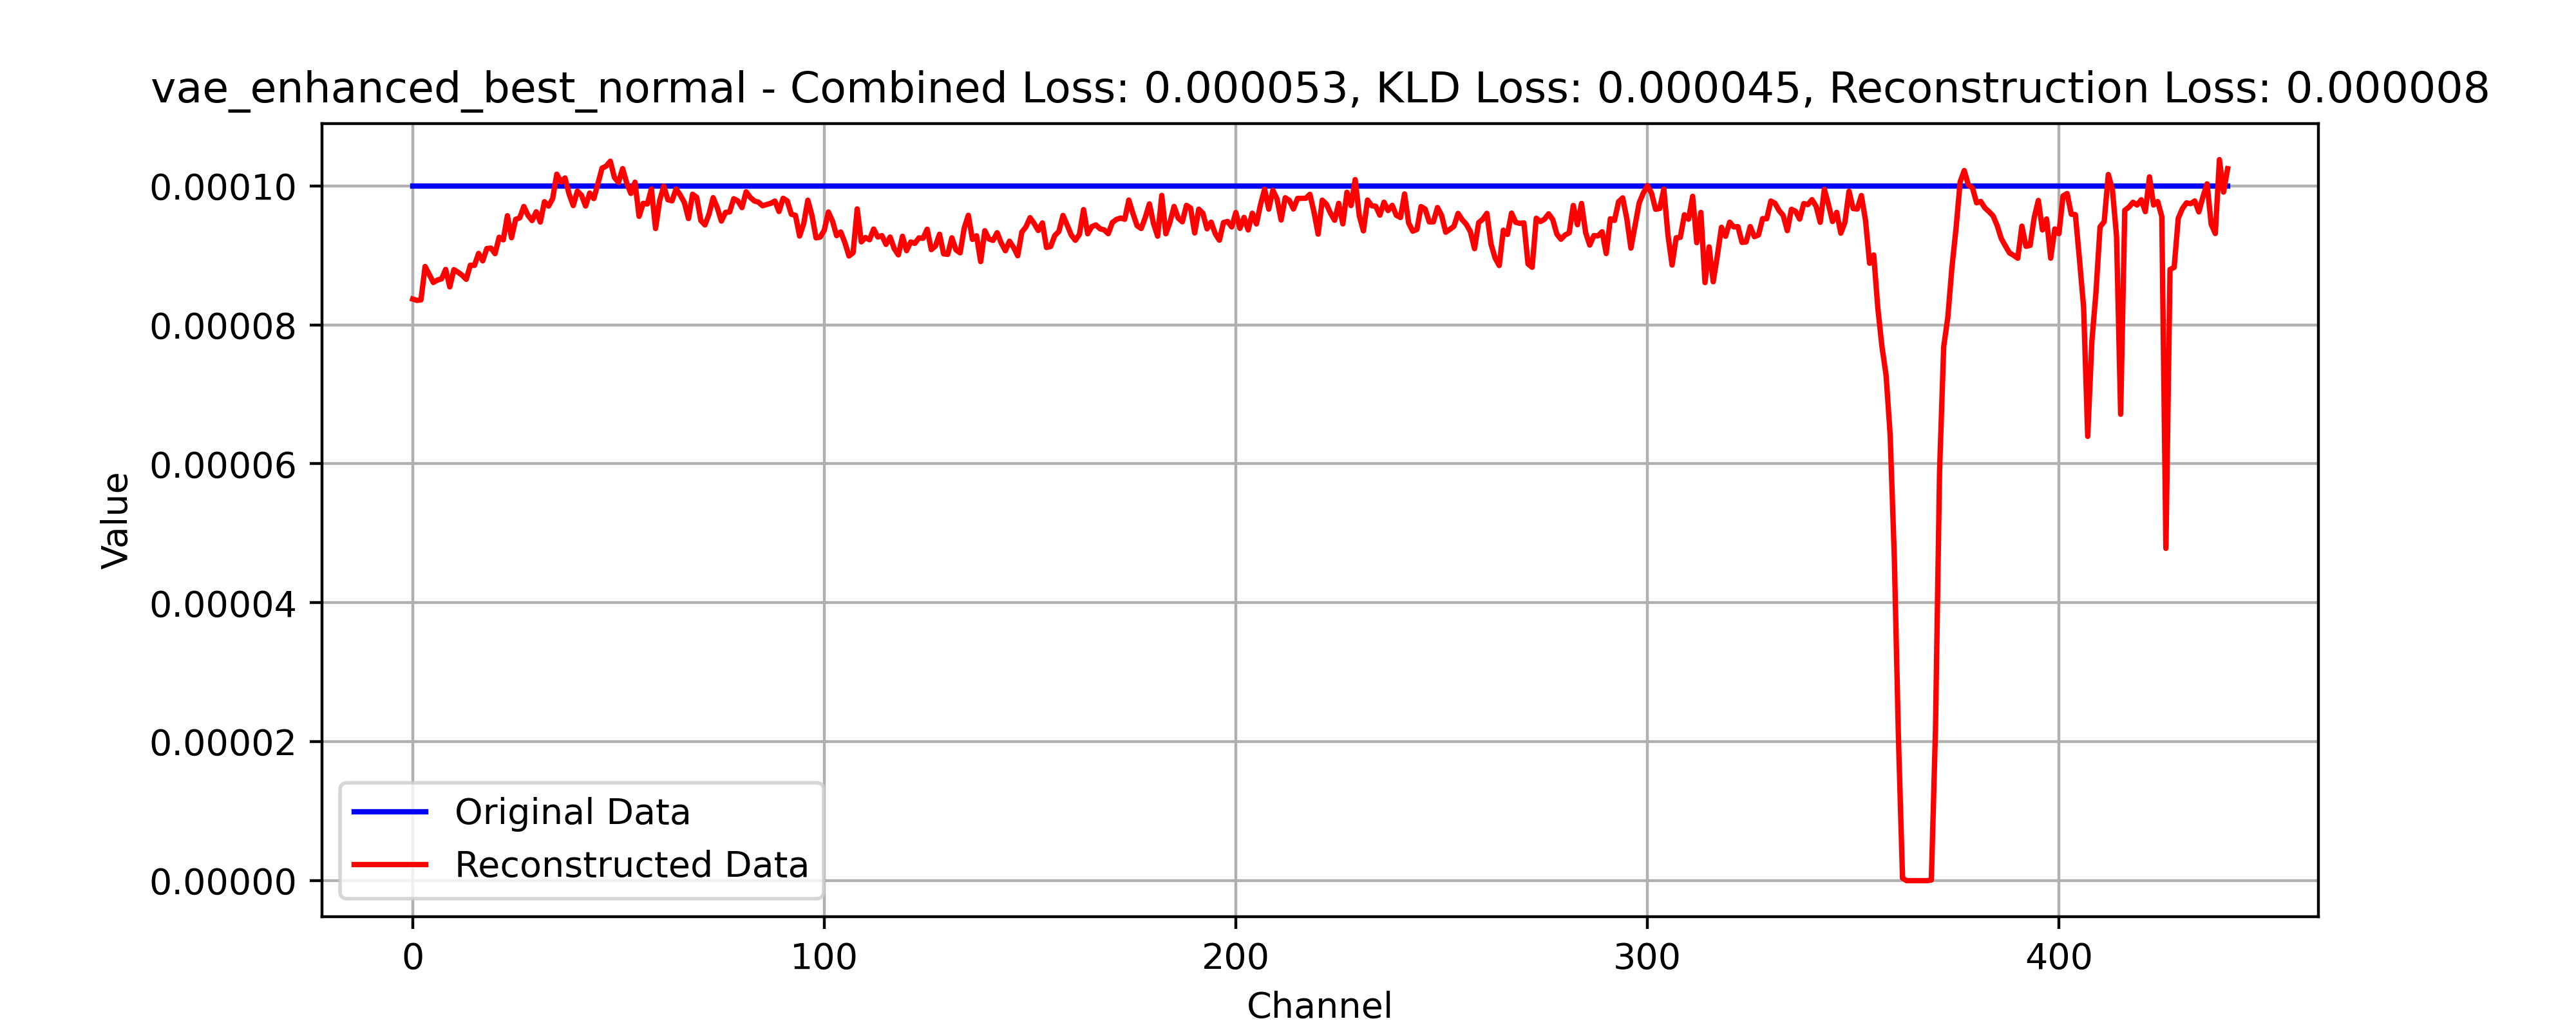 vae_enhanced_best_normal - Combined Loss: 0.000053, KLD Loss: 0.000045, Reconstruction Loss: 0.000008
Value
0.00010
0.00008
0.00006
0.00004
0.00002
0.00000
Original Data
Reconstructed Data
0 100 200 300 400
Channel